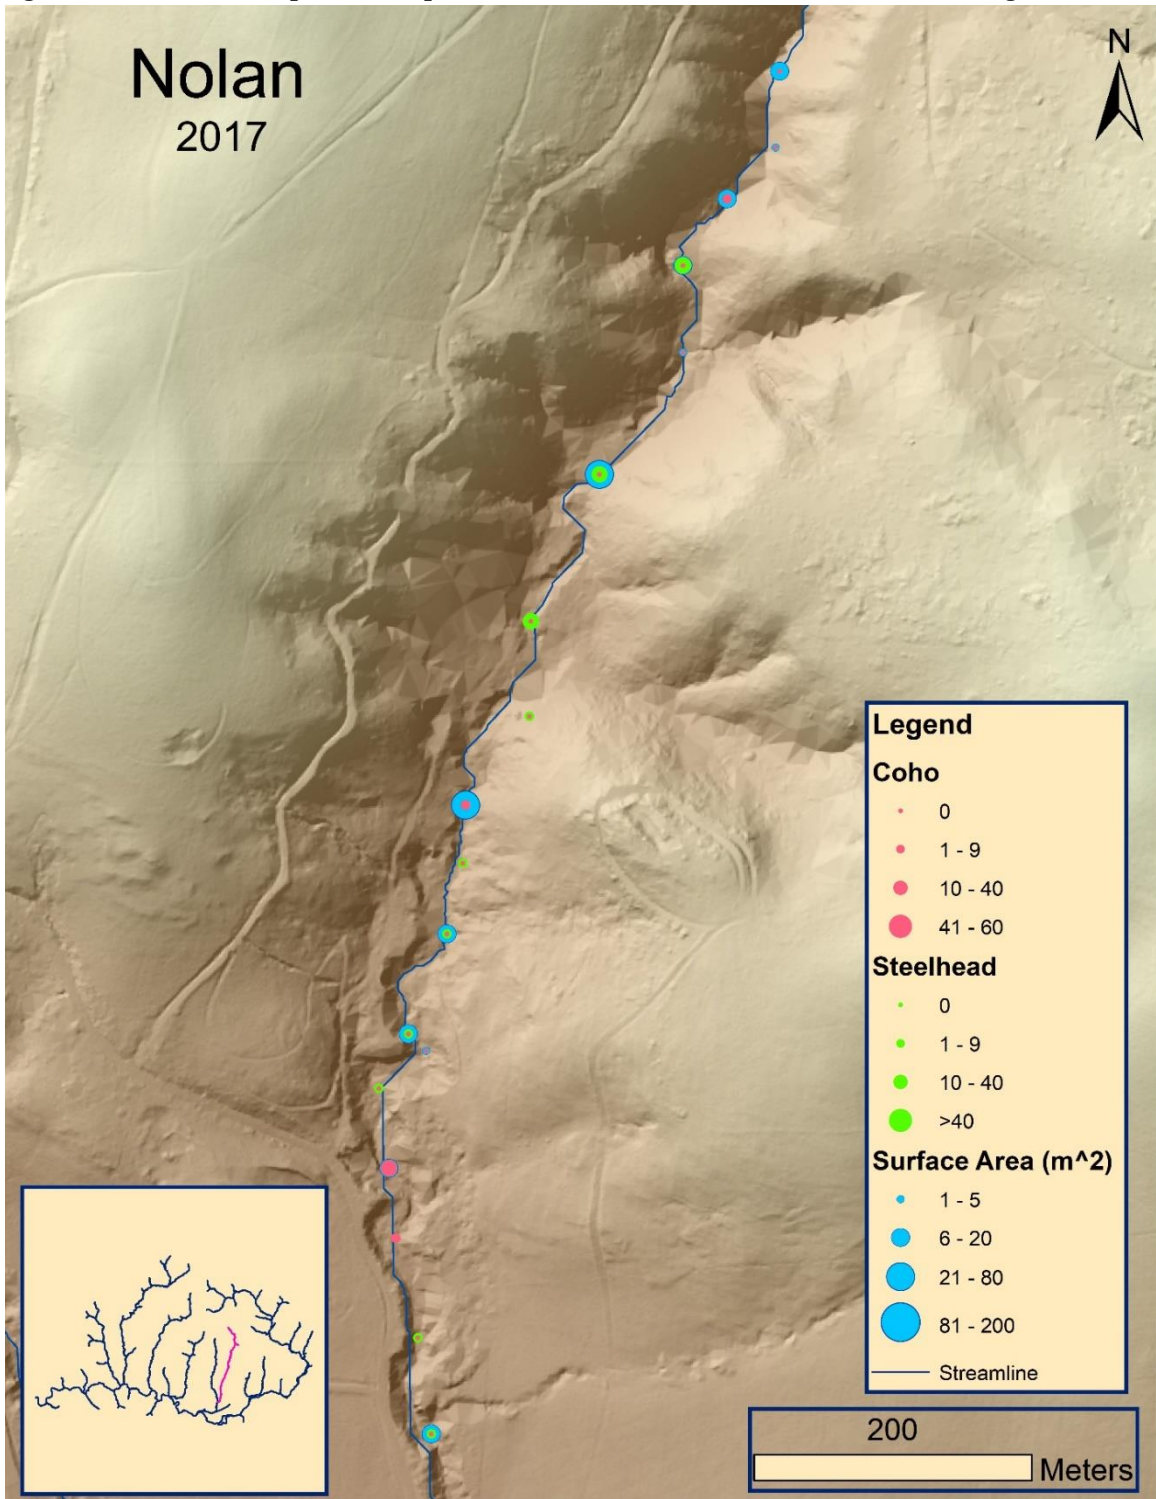 Nolan
2017
N
Legend
Coho
0
1 - 9
10 - 40
41 - 60
Steelhead
0
1 - 9
10 - 40
>40
Surface Area (m^2)
1 - 5
6 - 20
21 - 80
81 - 200
Streamline
200
Meters